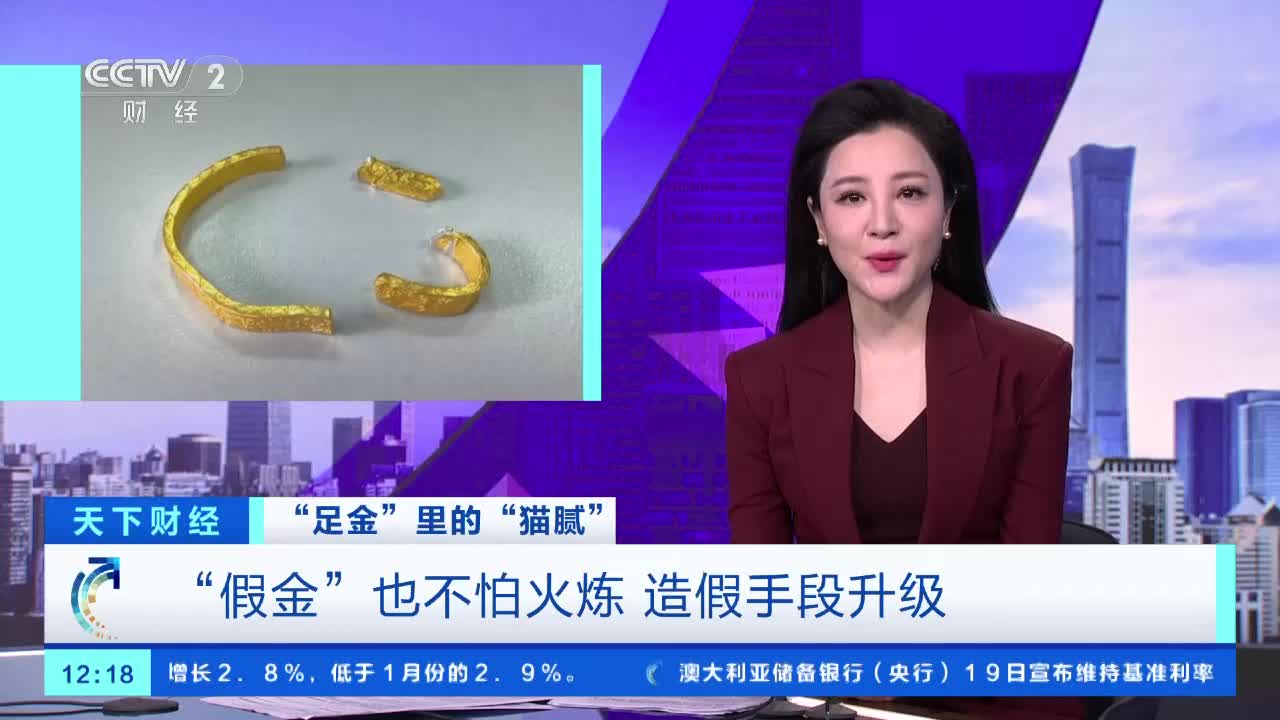 CCTV 2
财 经
天下财经
“足金”里的“猫腻”
“假金”也不怕火炼 造假手段升级
12:18
增长2.8%，低于1月份的2.9%。
澳大利亚储备银行（央行）19日宣布维持基准利率